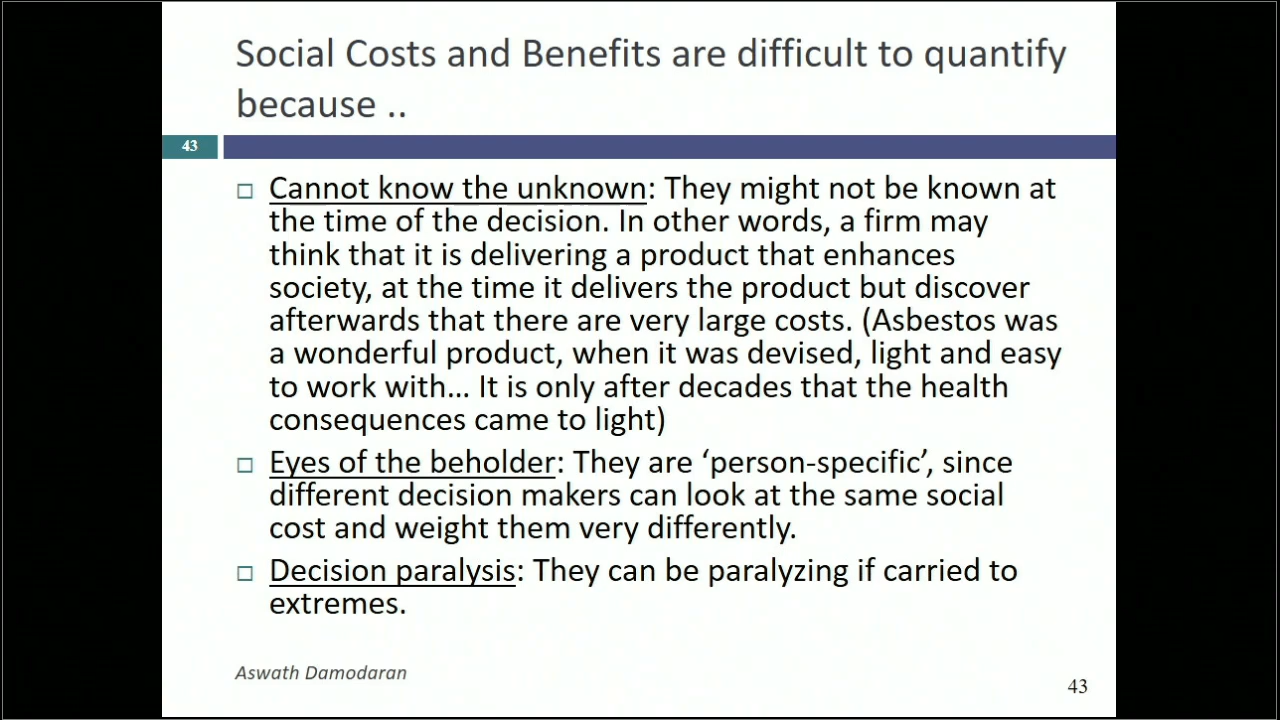 Social Costs and Benefits are difficult to quantify
because ..
43
Cannot know the unknown: They might not be known at
the time of the decision. In other words, a firm may
think that it is delivering a product that enhances
society, at the time it delivers the product but discover
afterwards that there are very large costs. (Asbestos was
a wonderful product, when it was devised, light and easy
to work with... It is only after decades that the health
consequences came to light)
Eyes of the beholder: They are ‘person-specific’, since
different decision makers can look at the same social
cost and weight them very differently.
Decision paralysis: They can be paralyzing if carried to
extremes.
Aswath Damodaran
43